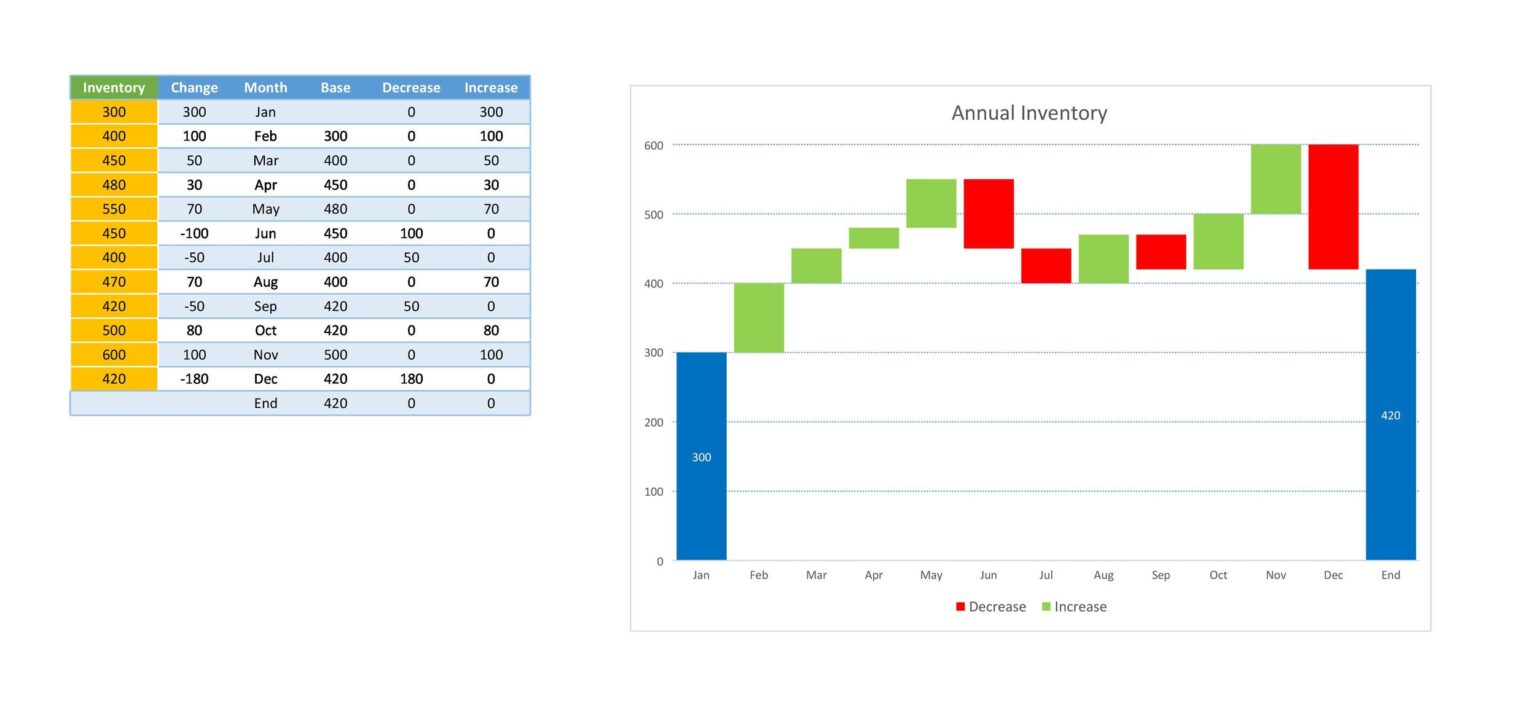 Inventory Change Month Base Decrease Increase
300 300 Jan 0 300
400 100 Feb 300 0 100
450 50 Mar 400 0 50
480 30 Apr 450 0 30
550 70 May 480 0 70
450 -100 Jun 450 100 0
400 -50 Jul 400 50 0
470 70 Aug 400 0 70
420 -50 Sep 420 50 0
500 80 Oct 420 0 80
600 100 Nov 500 0 100
420 -180 Dec 420 180 0
End 420 0 0
Annual Inventory
600
500
400
300
200
100
0
300
420
Jan Feb Mar Apr May Jun Jul Aug Sep Oct Nov Dec End
Decrease Increase